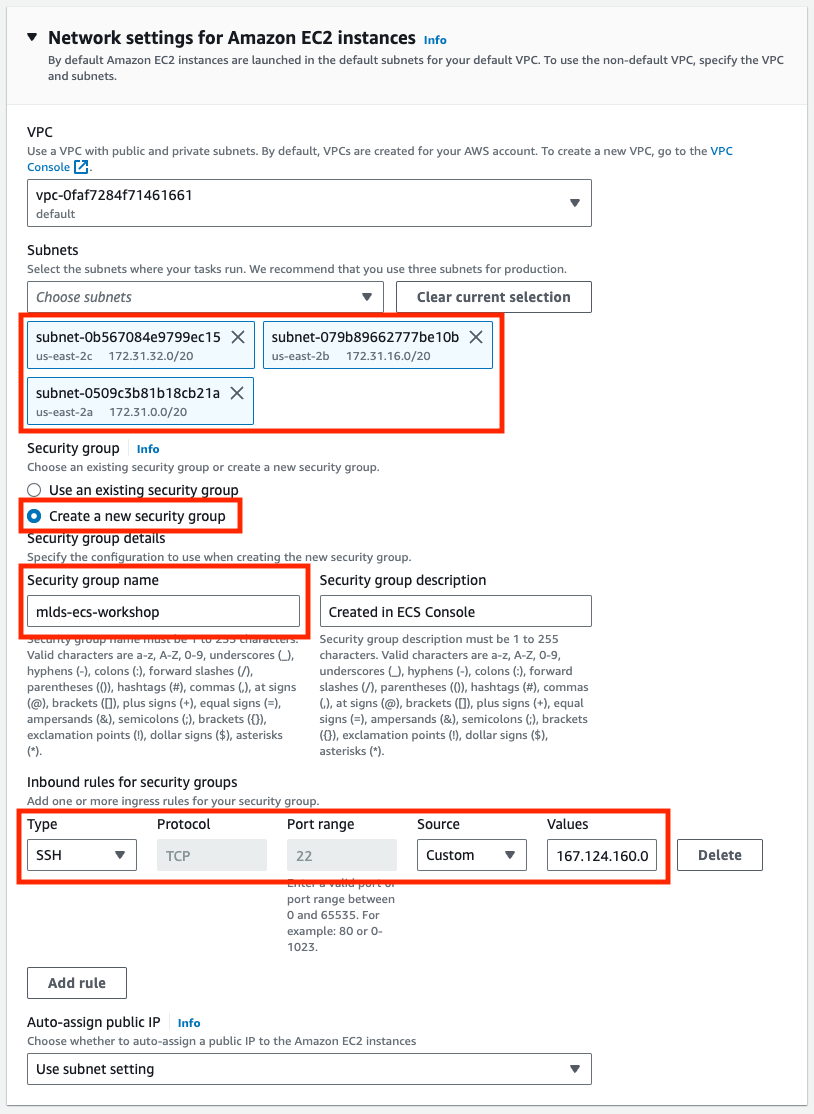 Network settings for Amazon EC2 instances Info
By default Amazon EC2 instances are launched in the default subnets for your default VPC. To use the non-default VPC, specify the VPC
and subnets.
VPC
Use a VPC with public and private subnets. By default, VPCs are created for your AWS account. To create a new VPC, go to the VPC
Console.
vpc-0faf7284f71461661
default
Subnets
Select the subnets where your tasks run. We recommend that you use three subnets for production.
Choose subnets
Clear current selection
subnet-0b567084e9799ec15
us-east-2c 172.31.32.0/20
subnet-079b89662777be10b
us-east-2b 172.31.16.0/20
subnet-0509c3b81b18cb21a
us-east-2a 172.31.0.0/20
Security group Info
Choose an existing security group or create a new security group.
Use an existing security group
Create a new security group
Security group details
Specify the configuration to use when creating the new security group.
Security group name
mlds-ecs-workshop
Security group name must be 1 to 255 characters.
Valid characters are a-z, A-Z, 0-9, underscores (_),
hyphens (-), colons (:), forward slashes (/),
parentheses (()), hashtags (#), commas (,), at signs
(@), brackets ([]), plus signs (+), equal signs (=),
ampersands (&), semicolons (;), brackets ({}),
exclamation points (!), dollar signs ($), asterisks
(*).
Security group description
Created in ECS Console
Security group description must be 1 to 255
characters. Valid characters are a-z, A-Z, 0-9,
underscores (_), hyphens (-), colons (:), forward
slashes (/), parentheses (()), hashtags (#), commas
(,), at signs (@), brackets ([]), plus signs (+), equal
signs (=), ampersands (&), semicolons (;), brackets
({}), exclamation points (!), dollar signs ($),
asterisks (*).
Inbound rules for security groups
Add one or more ingress rules for your security group.
Type Protocol Port range Source Values
SSH TCP 22 Custom 167.124.160.0 Delete
Enter a valid port or
port range between
0 and 65535. For
example: 80 or 0-
1023.
Add rule
Auto-assign public IP Info
Choose whether to auto-assign a public IP to the Amazon EC2 instances
Use subnet setting